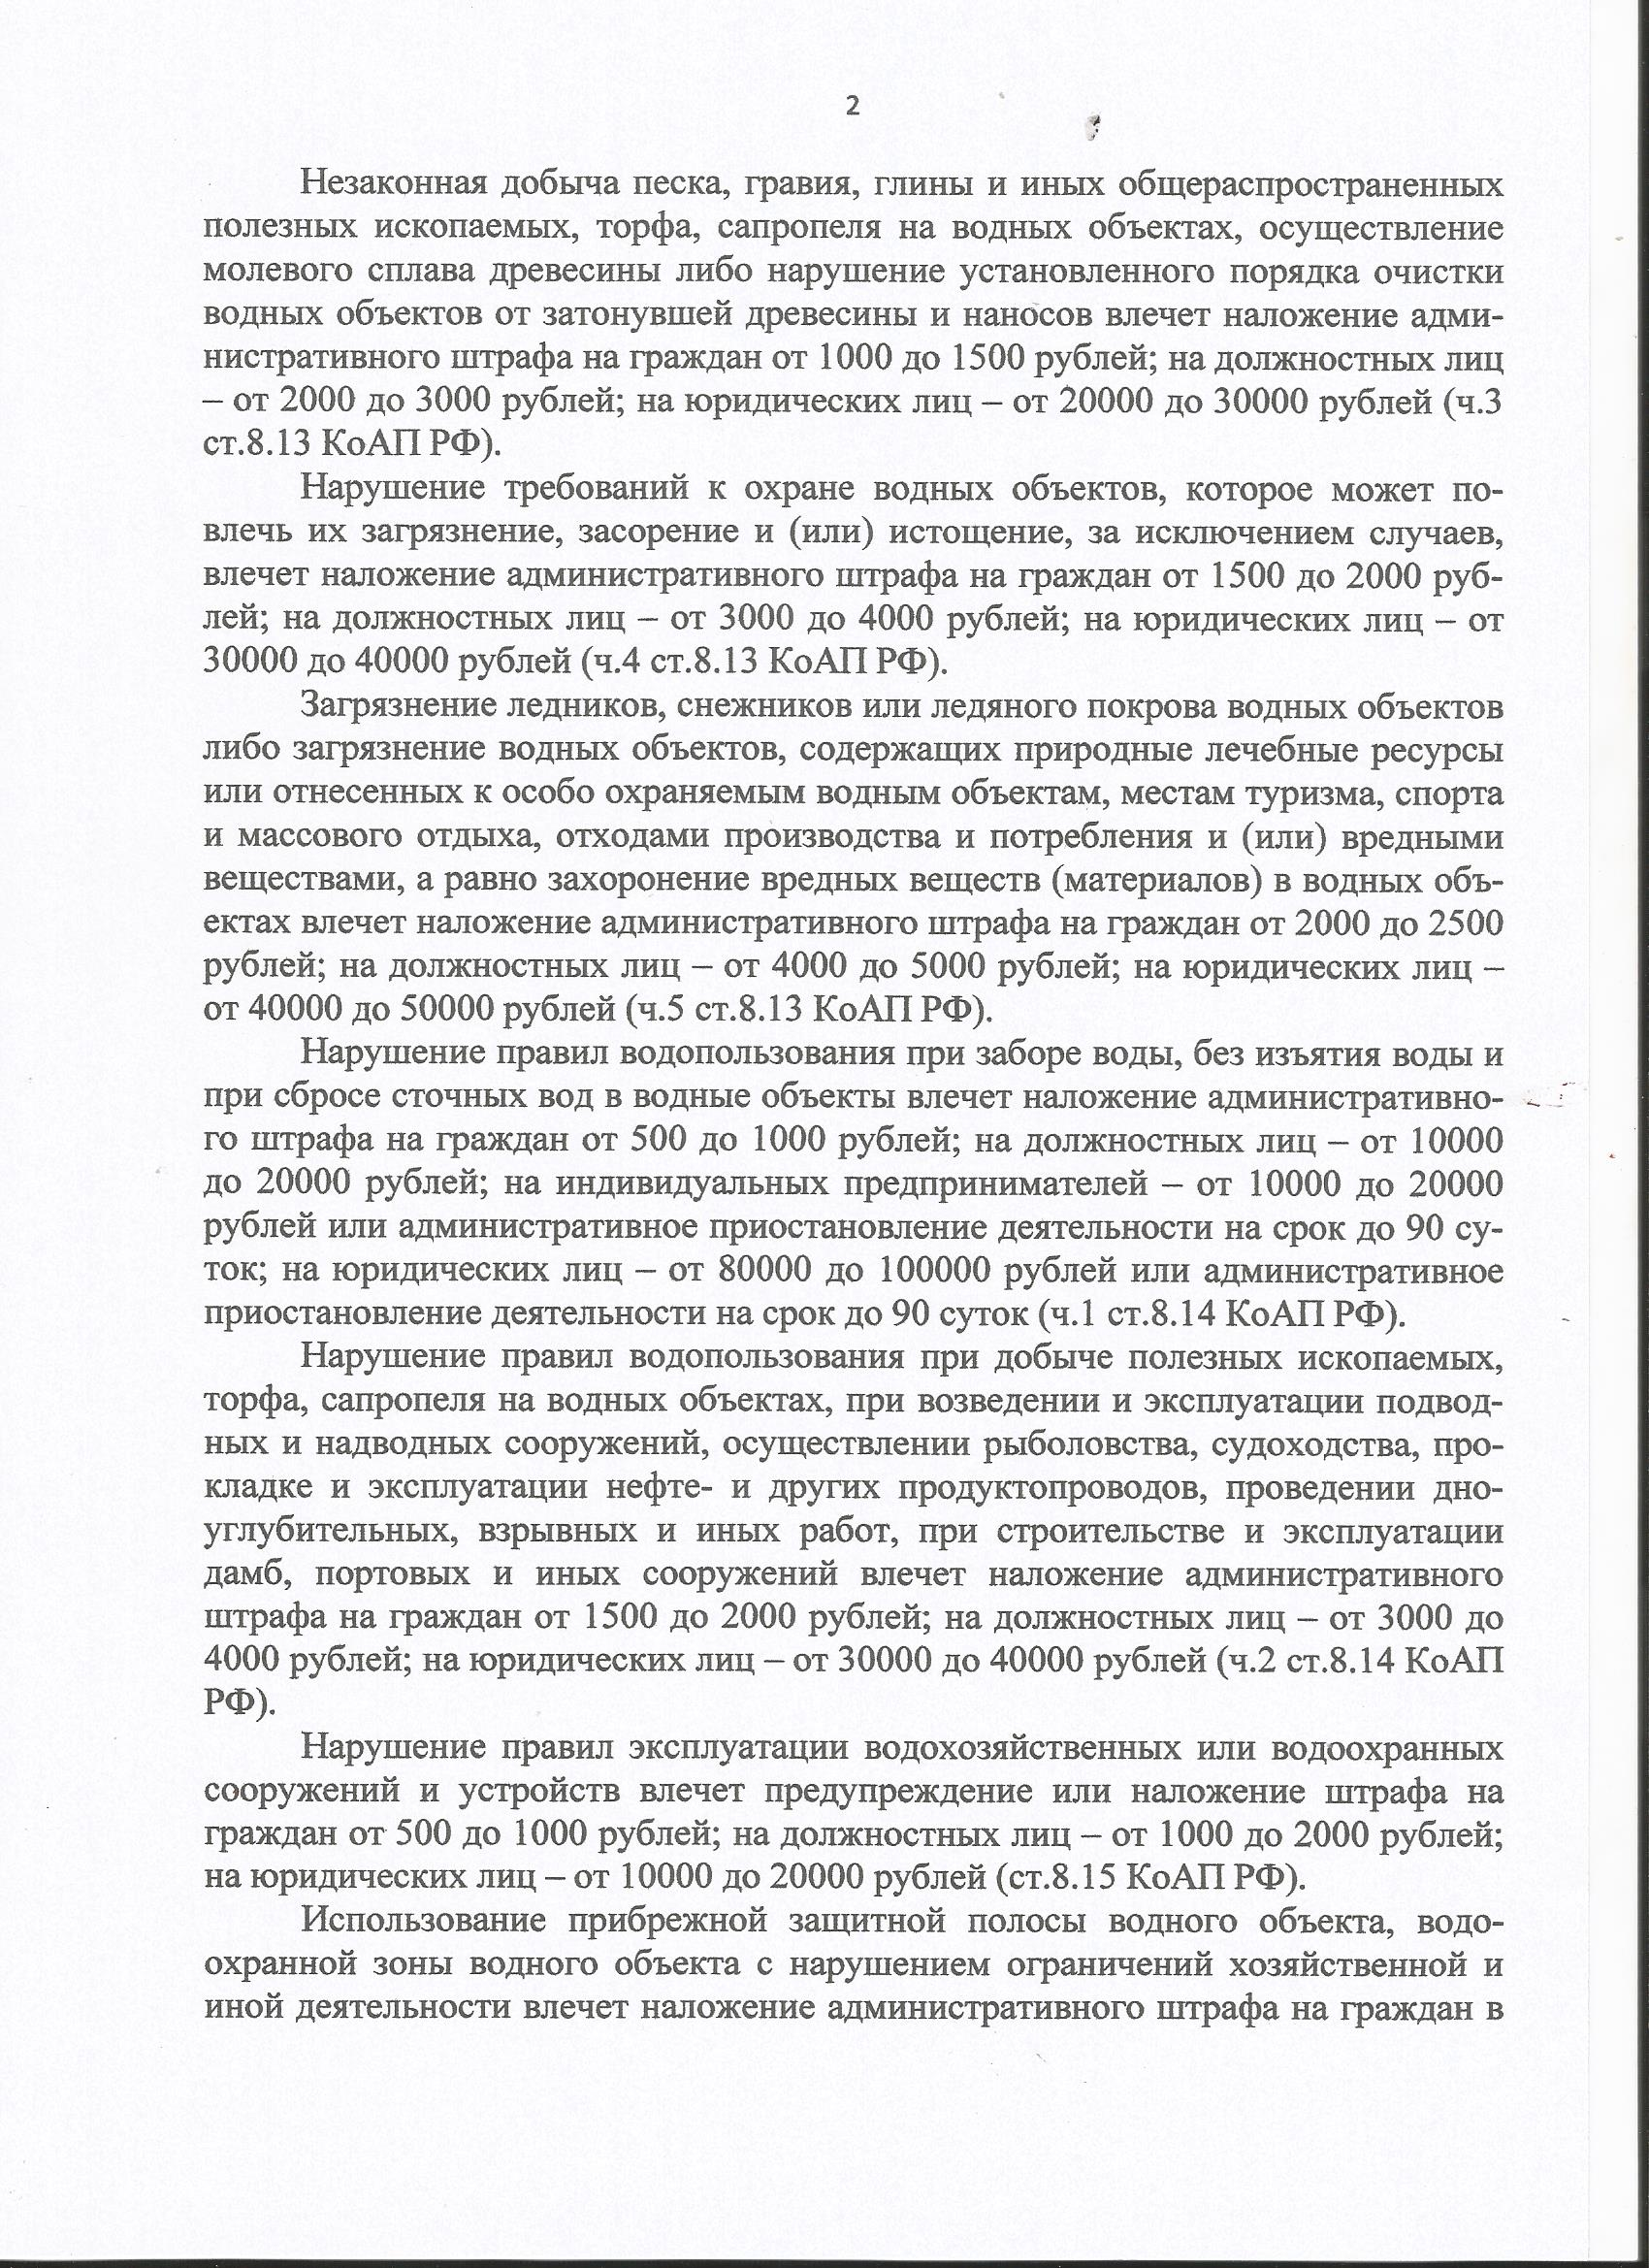 2
Незаконная добыча песка, гравия, глины и иных общераспространенных
полезных ископаемых, торфа, сапропеля на водных объектах, осуществление
молевого сплава древесины либо нарушение установленного порядка очистки
водных объектов от затонувшей древесины и наносов влечет наложение адми-
нистративного штрафа на граждан от 1000 до 1500 рублей; на должностных лиц
– от 2000 до 3000 рублей; на юридических лиц – от 20000 до 30000 рублей (ч.3
ст.8.13 КоАП РФ).
Нарушение требований к охране водных объектов, которое может по-
влечь их загрязнение, засорение и (или) истощение, за исключением случаев,
влечет наложение административного штрафа на граждан от 1500 до 2000 руб-
лей; на должностных лиц – от 3000 до 4000 рублей; на юридических лиц – от
30000 до 40000 рублей (ч.4 ст.8.13 КоАП РФ).
Загрязнение ледников, снежников или ледяного покрова водных объектов
либо загрязнение водных объектов, содержащих природные лечебные ресурсы
или отнесенных к особо охраняемым водным объектам, местам туризма, спорта
и массового отдыха, отходами производства и потребления и (или) вредными
веществами, а равно захоронение вредных веществ (материалов) в водных объ-
ектах влечет наложение административного штрафа на граждан от 2000 до 2500
рублей; на должностных лиц – от 4000 до 5000 рублей; на юридических лиц –
от 40000 до 50000 рублей (ч.5 ст.8.13 КоАП РФ).
Нарушение правил водопользования при заборе воды, без изъятия воды и
при сбросе сточных вод в водные объекты влечет наложение административно-
го штрафа на граждан от 500 до 1000 рублей; на должностных лиц – от 10000
до 20000 рублей; на индивидуальных предпринимателей – от 10000 до 20000
рублей или административное приостановление деятельности на срок до 90 су-
ток; на юридических лиц – от 80000 до 100000 рублей или административное
приостановление деятельности на срок до 90 суток (ч.1 ст.8.14 КоАП РФ).
Нарушение правил водопользования при добыче полезных ископаемых,
торфа, сапропеля на водных объектах, при возведении и эксплуатации подвод-
ных и надводных сооружений, осуществлении рыболовства, судоходства, про-
кладке и эксплуатации нефте- и других продуктопроводов, проведении дно-
углубительных, взрывных и иных работ, при строительстве и эксплуатации
дамб, портовых и иных сооружений влечет наложение административного
штрафа на граждан от 1500 до 2000 рублей; на должностных лиц – от 3000 до
4000 рублей; на юридических лиц – от 30000 до 40000 рублей (ч.2 ст.8.14 КоАП
РФ).
Нарушение правил эксплуатации водохозяйственных или водоохранных
сооружений и устройств влечет предупреждение или наложение штрафа на
граждан от 500 до 1000 рублей; на должностных лиц – от 1000 до 2000 рублей;
на юридических лиц – от 10000 до 20000 рублей (ст.8.15 КоАП РФ).
Использование прибрежной защитной полосы водного объекта, водо-
охранной зоны водного объекта с нарушением ограничений хозяйственной и
иной деятельности влечет наложение административного штрафа на граждан в